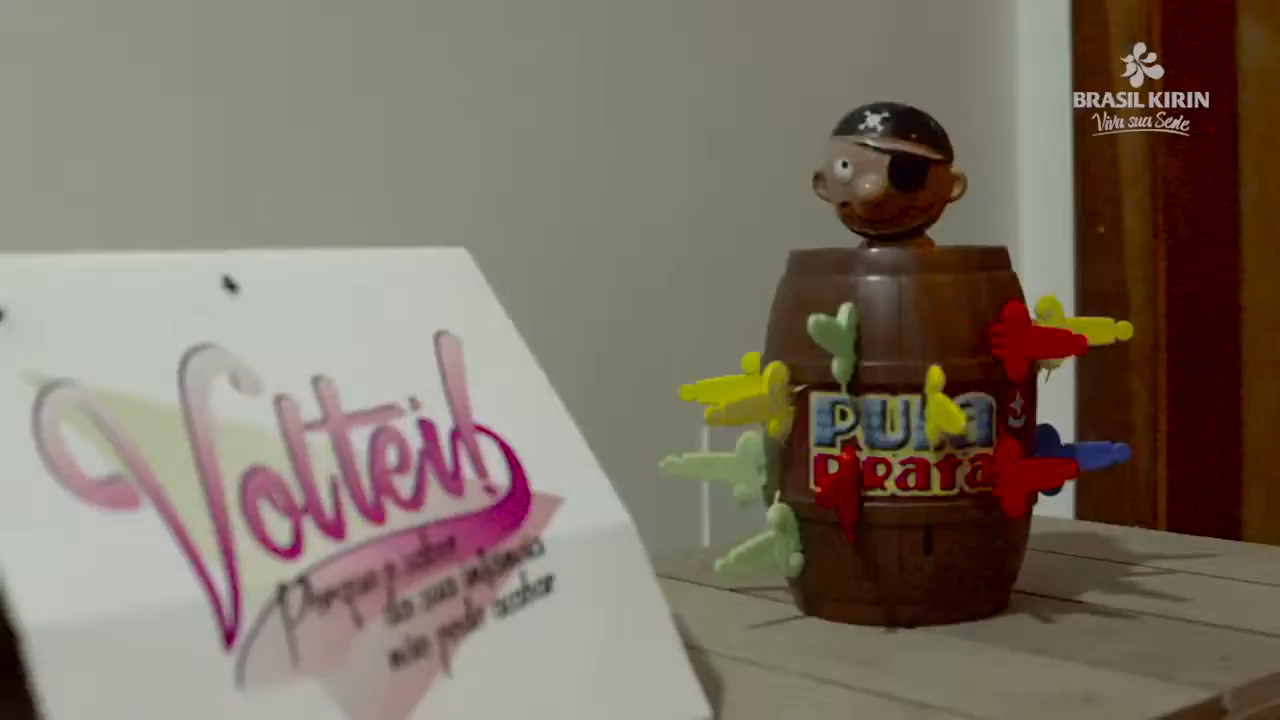 BRASIL KIRIN
Viva sua Sede
Voltei!
Porque o sabor
da sua infância
não pode acabar
PULA
PIRATA